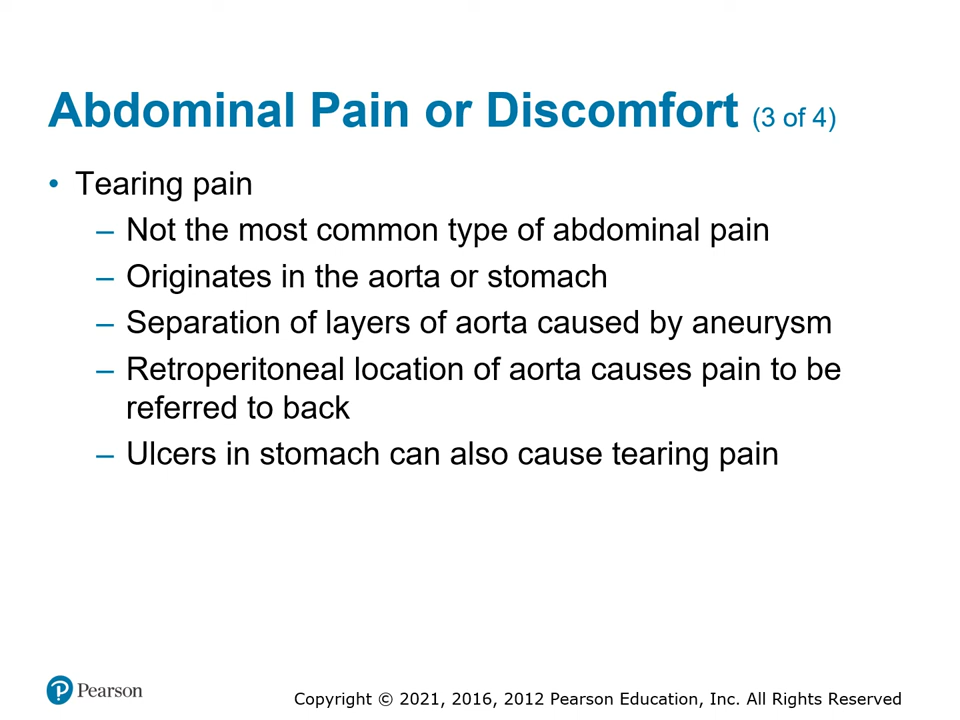 Abdominal Pain or Discomfort (3 of 4)
• Tearing pain
– Not the most common type of abdominal pain
– Originates in the aorta or stomach
– Separation of layers of aorta caused by aneurysm
– Retroperitoneal location of aorta causes pain to be
referred to back
– Ulcers in stomach can also cause tearing pain
Pearson
Copyright © 2021, 2016, 2012 Pearson Education, Inc. All Rights Reserved